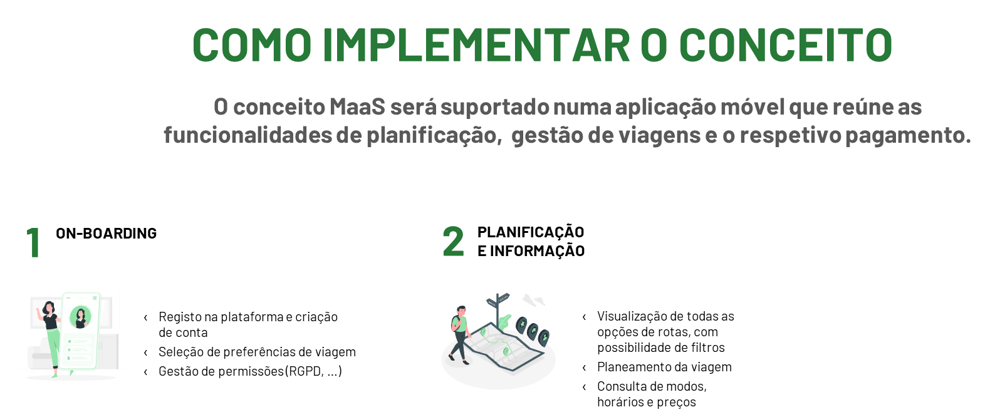 COMO IMPLEMENTAR O CONCEITO
O conceito MaaS será suportado numa aplicação móvel que reúne as
funcionalidades de planificação, gestão de viagens e o respetivo pagamento.
1 ON-BOARDING
‹ Registo na plataforma e criação
de conta
‹ Seleção de preferências de viagem
‹ Gestão de permissões (RGPD, ...)
2 PLANIFICAÇÃO
E INFORMAÇÃO
‹ Visualização de todas as
opções de rotas, com
possibilidade de filtros
‹ Planeamento da viagem
‹ Consulta de modos,
horários e preços